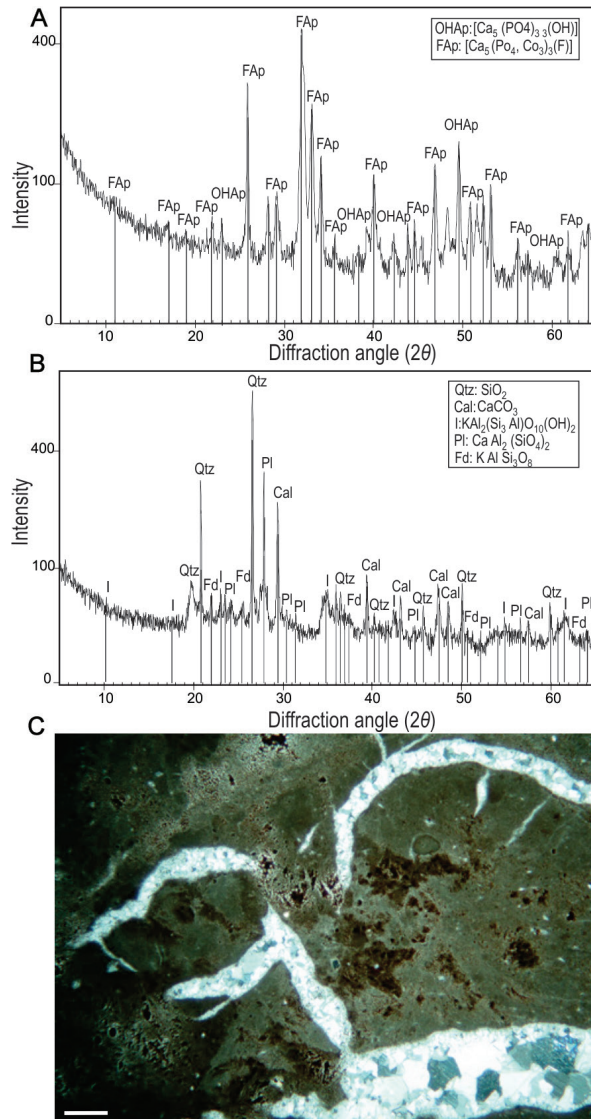 A
OHAp:[Ca5 (PO4)3 3(OH)]
FAp: [Ca5(Po4, Co3)3(F)]
400
100
0
Intensity
FAp
FAp
FAp
FAp
FAp
OHAp
FAp
FAp
FAp
FAp
FAp
FAp
OHAp
FAp
OHAp
FAp
FAp
OHAp
FAp
FAp
FAp
OHAp
FAp
10
20
30
40
50
60
Diffraction angle (2θ)
B
Qtz: SiO2
Cal:CaCO3
I:KAl2(Si3 Al)O10(OH)2
Pl: Ca Al2 (SiO4)2
Fd: K Al Si3O8
400
100
0
Intensity
I
I
Qtz
Qtz
Fd
I
Pl
Fd
Qtz
Pl
Cal
Pl
Pl
I
Qtz
Fd
Cal
Qtz
I
Cal
Pl
Qtz
Cal
Cal
Qtz
Fd
Pl
I
Pl
Cal
Qtz
I
Fd
Pl
10
20
30
40
50
60
Diffraction angle (2θ)
C